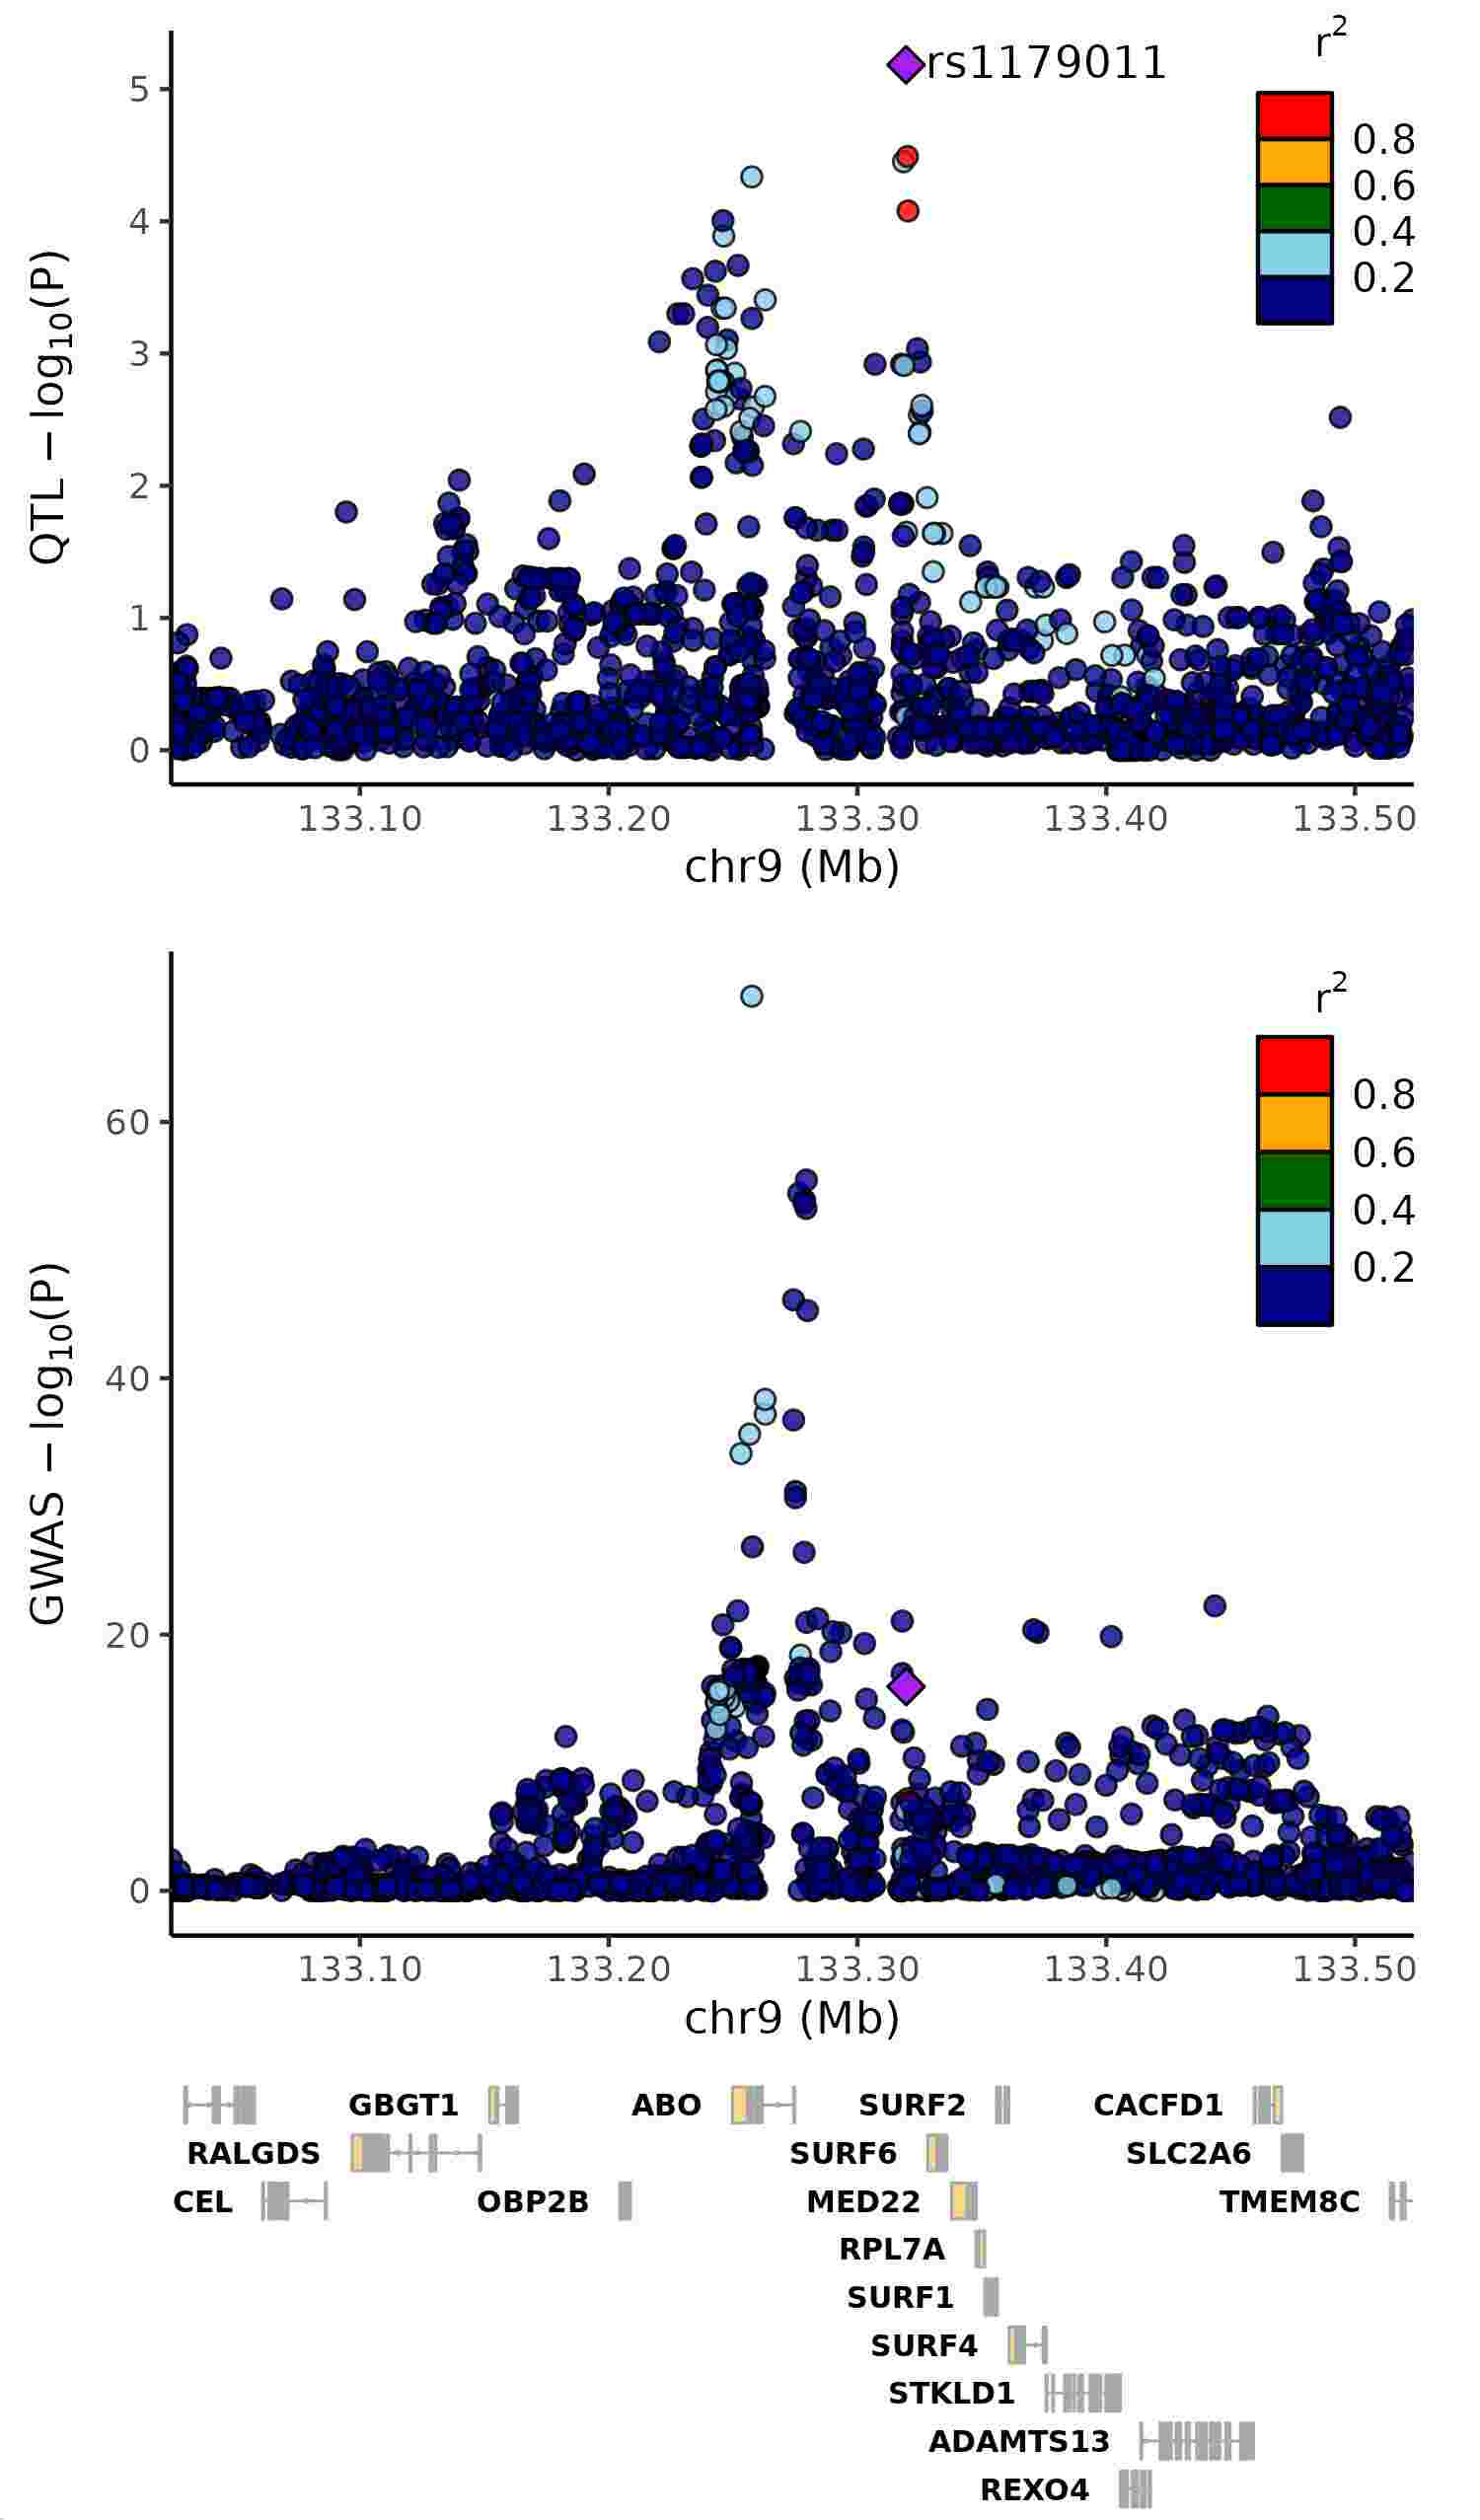 r2
rs1179011
5
4
3
2
1
0
0.8
0.6
0.4
0.2
QTL −log10(P)
133.10 133.20 133.30 133.40 133.50
chr9 (Mb)
r2
60
40
20
0
0.8
0.6
0.4
0.2
GWAS −log10(P)
133.10 133.20 133.30 133.40 133.50
chr9 (Mb)
GBGT1 ABO SURF2 CACFD1
RALGDS SURF6 SLC2A6
CEL OBP2B MED22 TMEM8C
RPL7A
SURF1
SURF4
STKLD1
ADAMTS13
REXO4